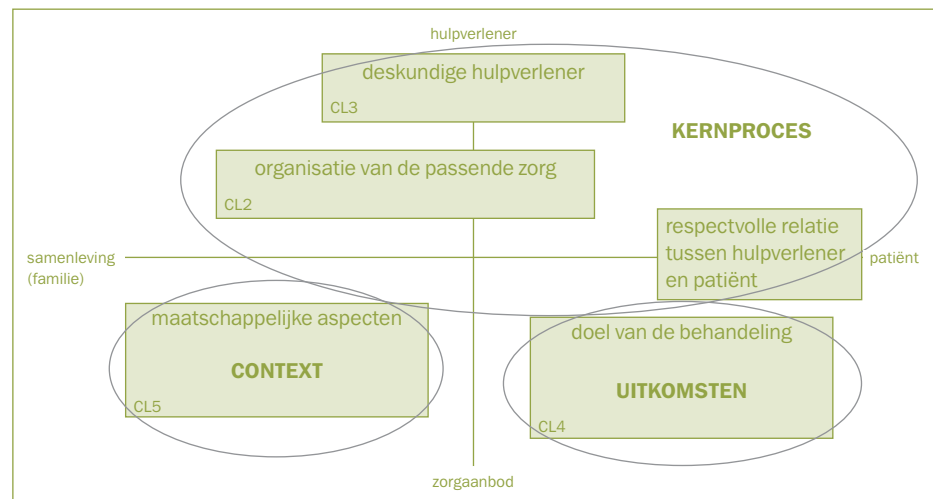 hulpverlener
deskundige hulpverlener
CL3
KERNPROCES
organisatie van de passende zorg
CL2
respectvolle relatie
tussen hulpverlener
en patiënt
samenleving
(familie)
patiënt
maatschappelijke aspecten
CONTEXT
CL5
doel van de behandeling
UITKOMSTEN
CL4
zorgaanbod